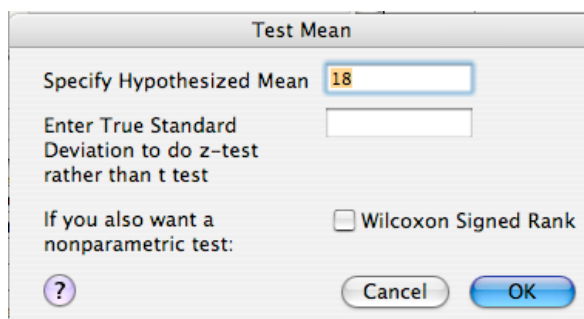 Test Mean
Specify Hypothesized Mean 18
Enter True Standard
Deviation to do z-test
rather than t test
If you also want a
nonparametric test:
Wilcoxon Signed Rank
?
Cancel
OK